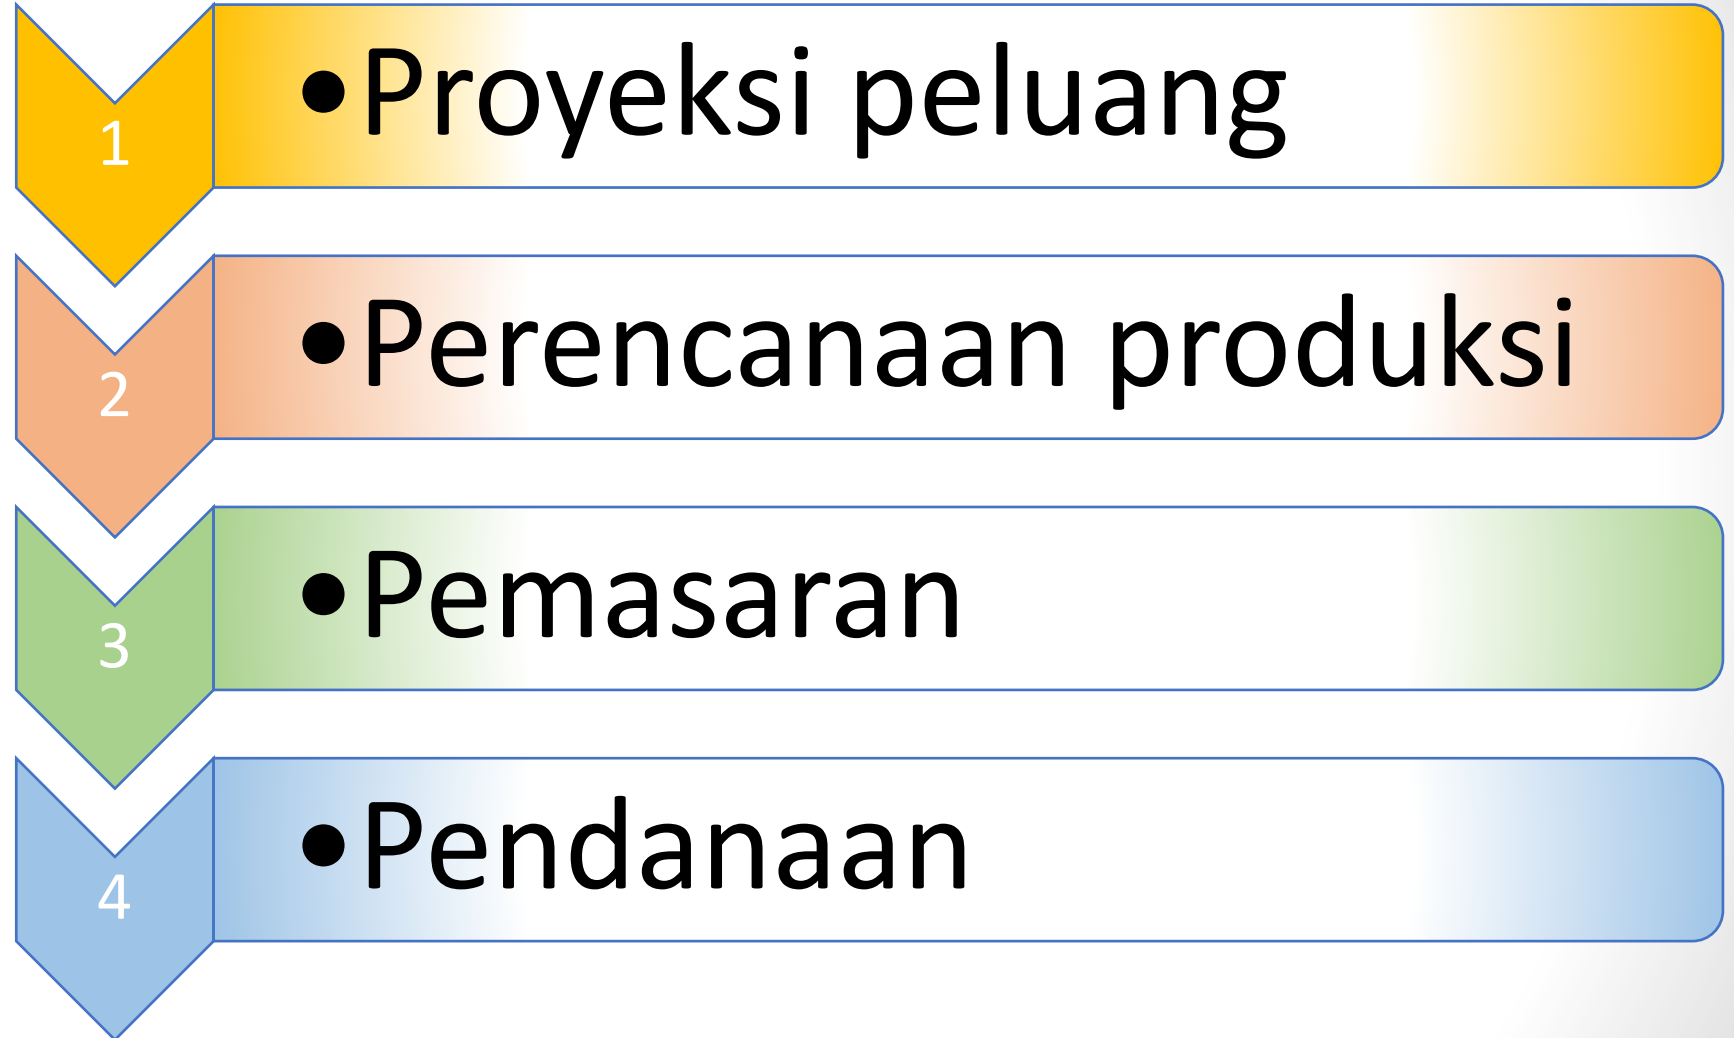 1
•Proyeksi peluang
2
•Perencanaan produksi
3
•Pemasaran
4
•Pendanaan